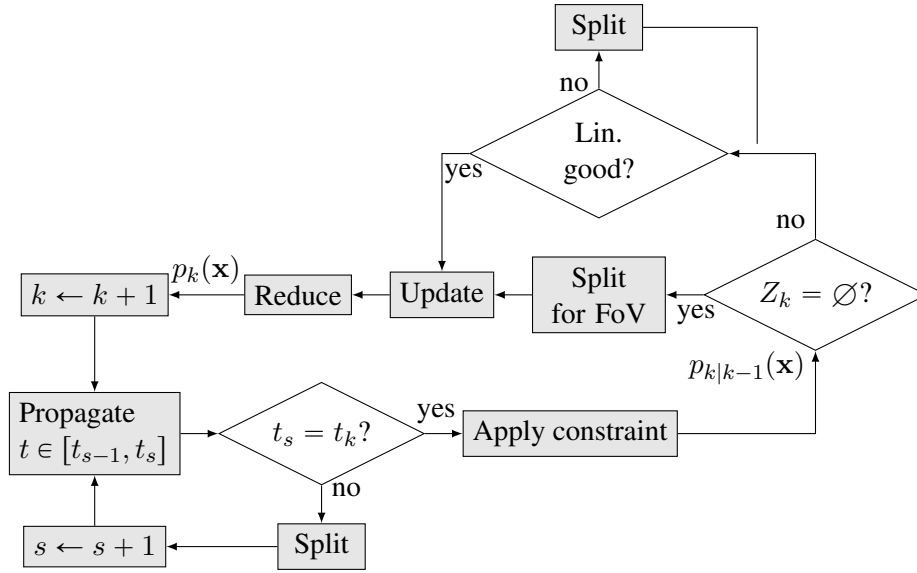 Split
no
Lin.
good?
yes
no
p_k(𝐱)
k ← k + 1
Reduce
Update
Split
for FoV
yes
Z_k = ∅?
p_{k|k−1}(𝐱)
Propagate
t ∈ [t_{s−1}, t_s]
t_s = t_k?
yes
Apply constraint
no
s ← s + 1
Split